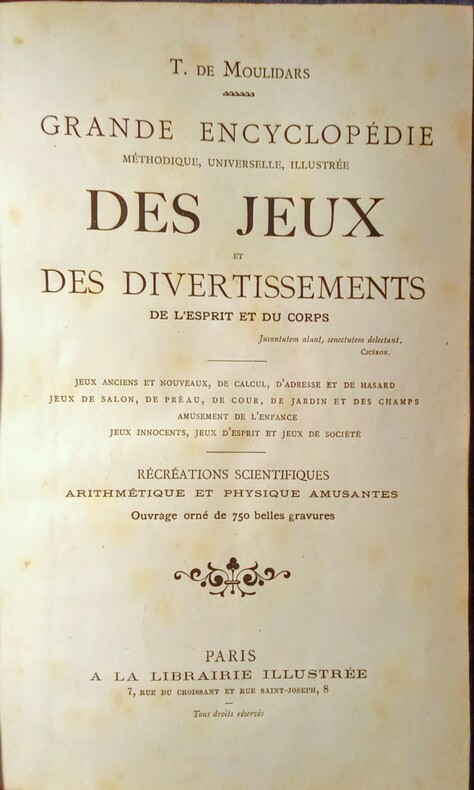 T. DE MOULIDARS
GRANDE ENCYCLOPÉDIE
MÉTHODIQUE, UNIVERSELLE, ILLUSTRÉE
DES JEUX
ET
DES DIVERTISSEMENTS
DE L'ESPRIT ET DU CORPS
Juventutem alunt, senectutem delectant.
CICÉRON.
JEUX ANCIENS ET NOUVEAUX, DE CALCUL, D'ADRESSE ET DE HASARD
JEUX DE SALON, DE PRÉAU, DE COUR, DE JARDIN ET DES CHAMPS
AMUSEMENT DE L'ENFANCE
JEUX INNOCENTS, JEUX D'ESPRIT ET JEUX DE SOCIÉTÉ
RÉCRÉATIONS SCIENTIFIQUES
ARITHMÉTIQUE ET PHYSIQUE AMUSANTES
Ouvrage orné de 750 belles gravures
PARIS
A LA LIBRAIRIE ILLUSTRÉE
7, RUE DU CROISSANT ET RUE SAINT-JOSEPH, 8
Tous droits réservés